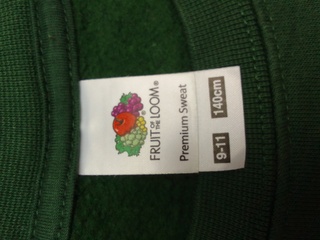 FRUIT OF THE LOOM®
Premium Sweat
9-11
140cm